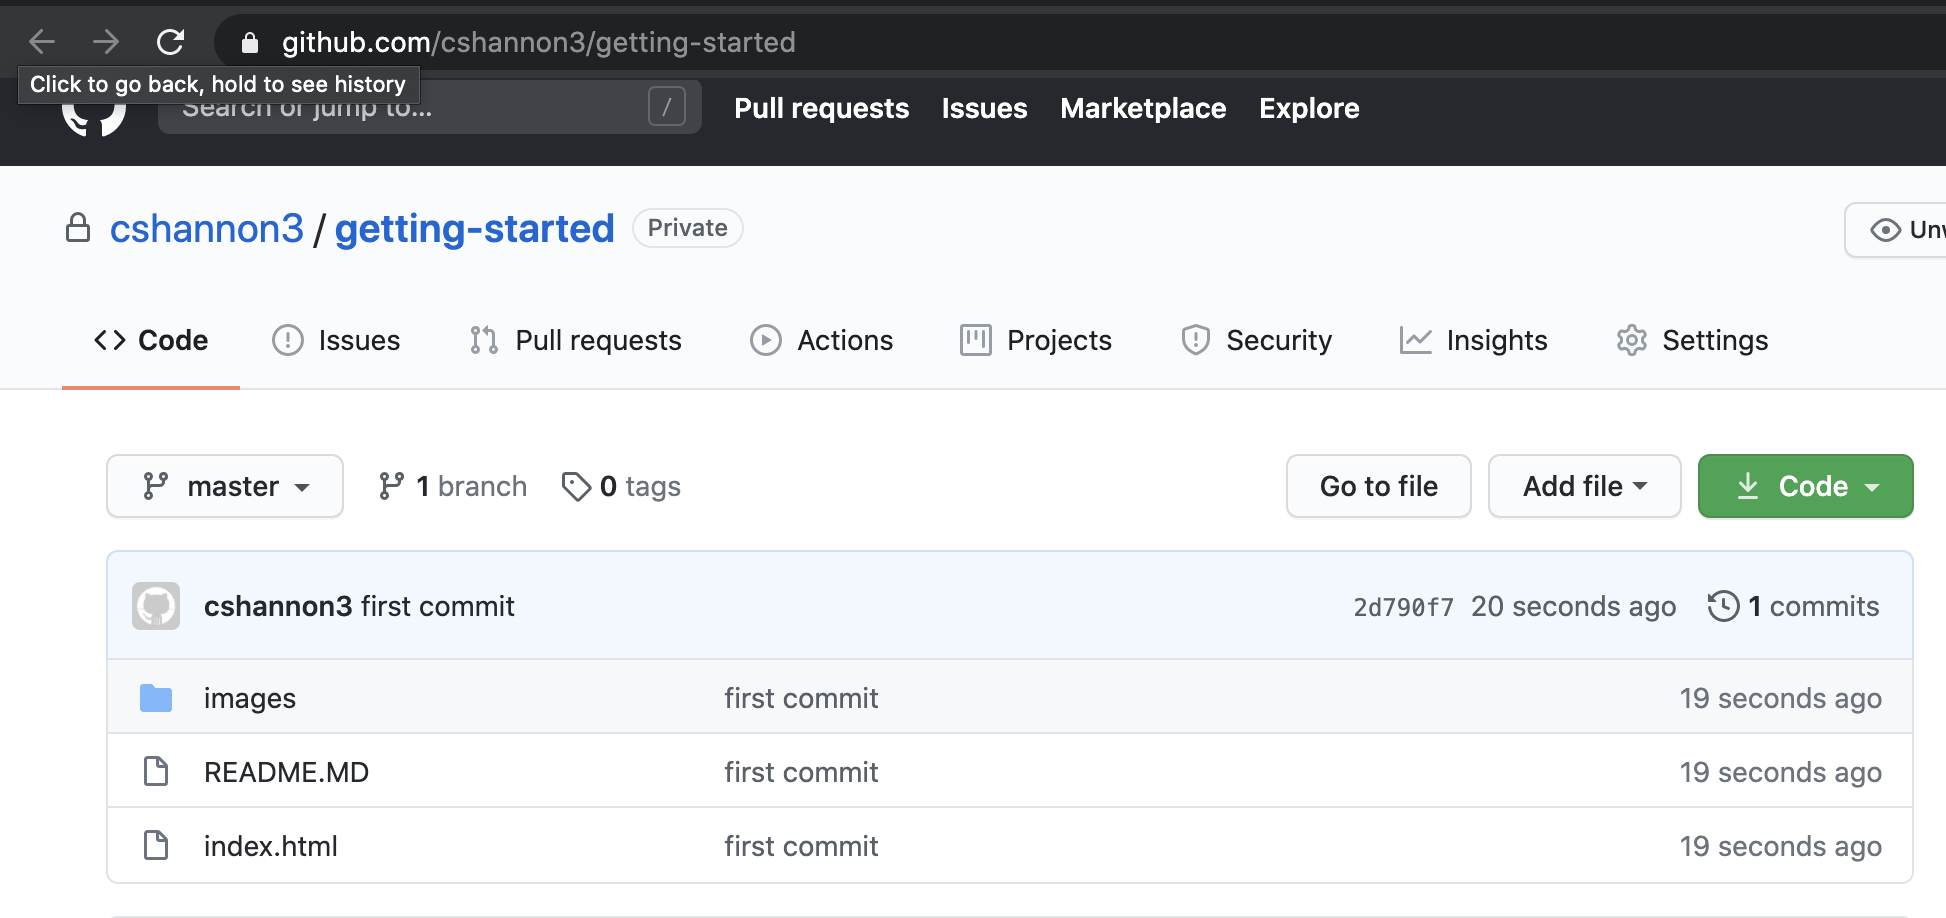 github.com/cshannon3/getting-started
Click to go back, hold to see history
Search or jump to... /
Pull requests Issues Marketplace Explore
cshannon3 / getting-started Private
Code Issues Pull requests Actions Projects Security Insights Settings
master 1 branch 0 tags Go to file Add file Code
cshannon3 first commit 2d790f7 20 seconds ago 1 commits
images first commit 19 seconds ago
README.MD first commit 19 seconds ago
index.html first commit 19 seconds ago